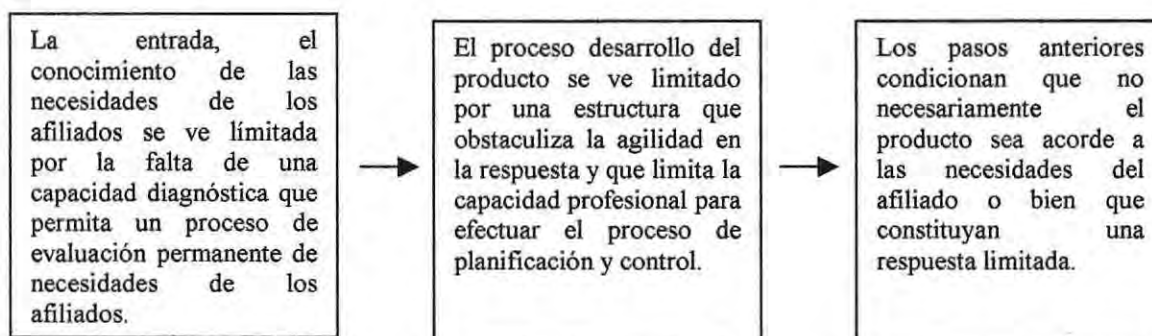 La entrada, el
conocimiento de las
necesidades de los
afiliados se ve límitada
por la falta de una
capacidad diagnóstica que
permita un proceso de
evaluación permanente de
necesidades de los
afiliados.
El proceso desarrollo del
producto se ve limitado
por una estructura que
obstaculiza la agilidad en
la respuesta y que limita la
capacidad profesional para
efectuar el proceso de
planificación y control.
Los pasos anteriores
condicionan que no
necesariamente el
producto sea acorde a
las necesidades del
afiliado o bien que
constituyan una
respuesta limitada.